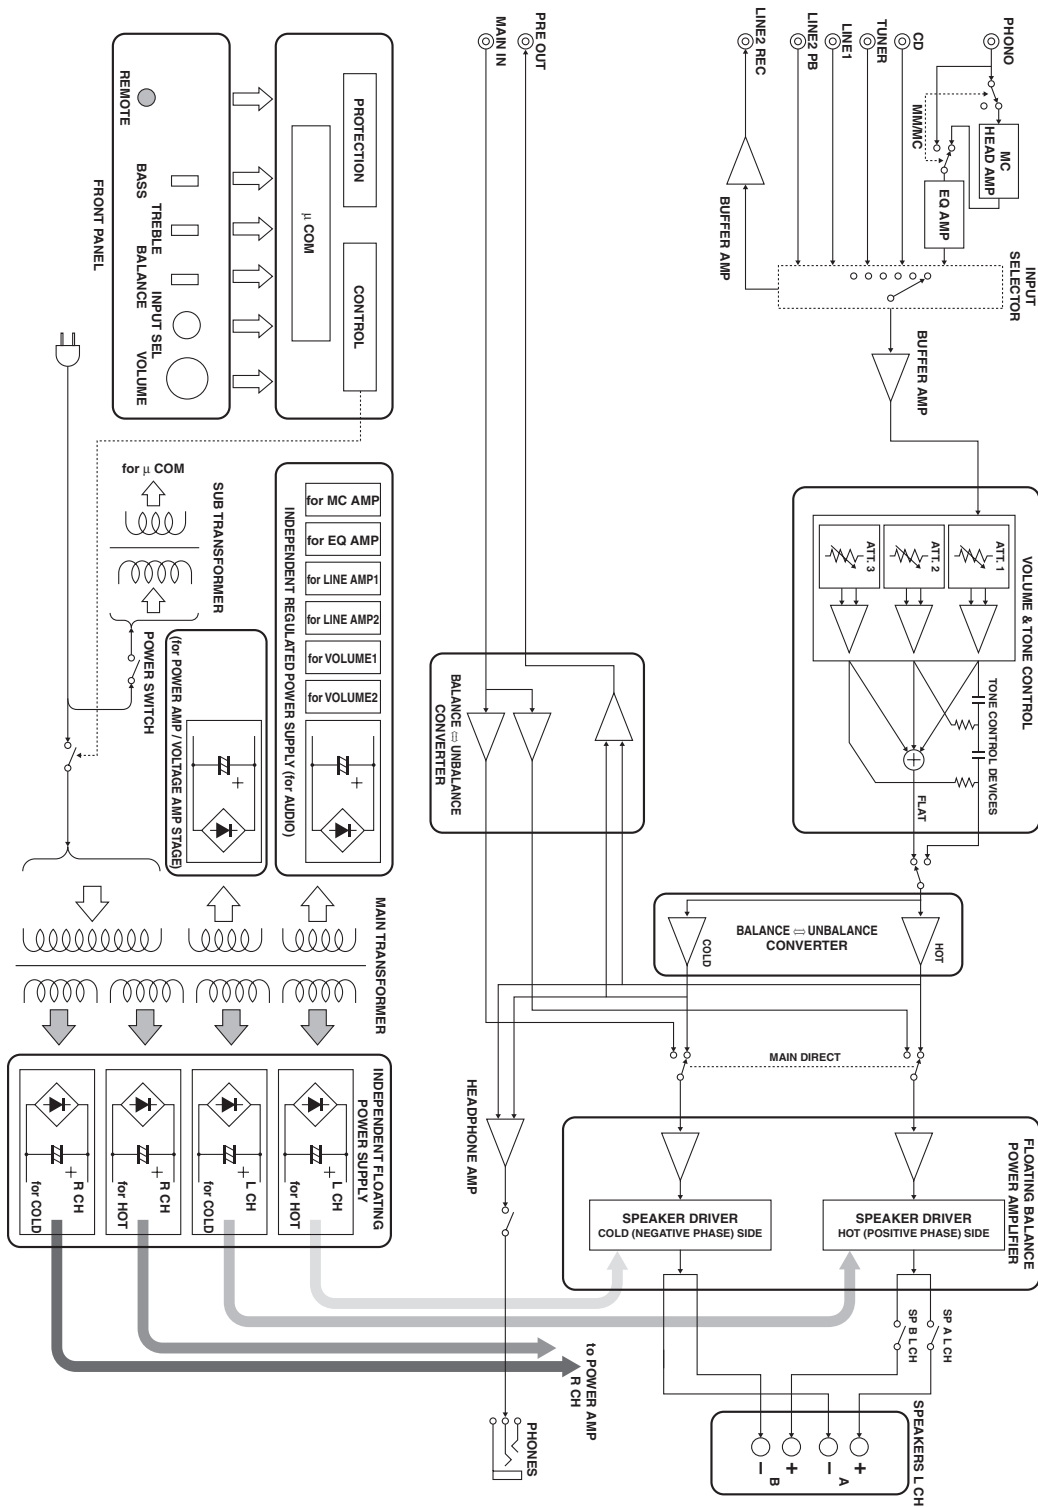 PHONO
CD
TUNER
LINE1
LINE2 PB
LINE2 REC
PRE OUT
MAIN IN
MM/MC
MC
HEAD AMP
EQ AMP
INPUT
SELECTOR
BUFFER AMP
BUFFER AMP
VOLUME & TONE CONTROL
ATT. 1
ATT. 2
ATT. 3
TONE CONTROL DEVICES
FLAT
BALANCE ⇔ UNBALANCE
CONVERTER
HOT
COLD
BALANCE ⇔ UNBALANCE
CONVERTER
MAIN DIRECT
FLOATING BALANCE
POWER AMPLIFIER
SPEAKER DRIVER
HOT (POSITIVE PHASE) SIDE
SPEAKER DRIVER
COLD (NEGATIVE PHASE) SIDE
SP A L CH
SP B L CH
SPEAKERS L CH
+
−
A
+
−
B
HEADPHONE AMP
PHONES
PROTECTION
CONTROL
μ COM
REMOTE
BASS
TREBLE
BALANCE
INPUT SEL
VOLUME
FRONT PANEL
for μ COM
SUB TRANSFORMER
POWER SWITCH
INDEPENDENT REGULATED POWER SUPPLY (for AUDIO)
for MC AMP
for EQ AMP
for LINE AMP1
for LINE AMP2
for VOLUME1
for VOLUME2
+
(for POWER AMP / VOLTAGE AMP STAGE)
+
MAIN TRANSFORMER
INDEPENDENT FLOATING
POWER SUPPLY
+
L CH
for HOT
+
L CH
for COLD
+
R CH
for HOT
+
R CH
for COLD
to POWER AMP
R CH